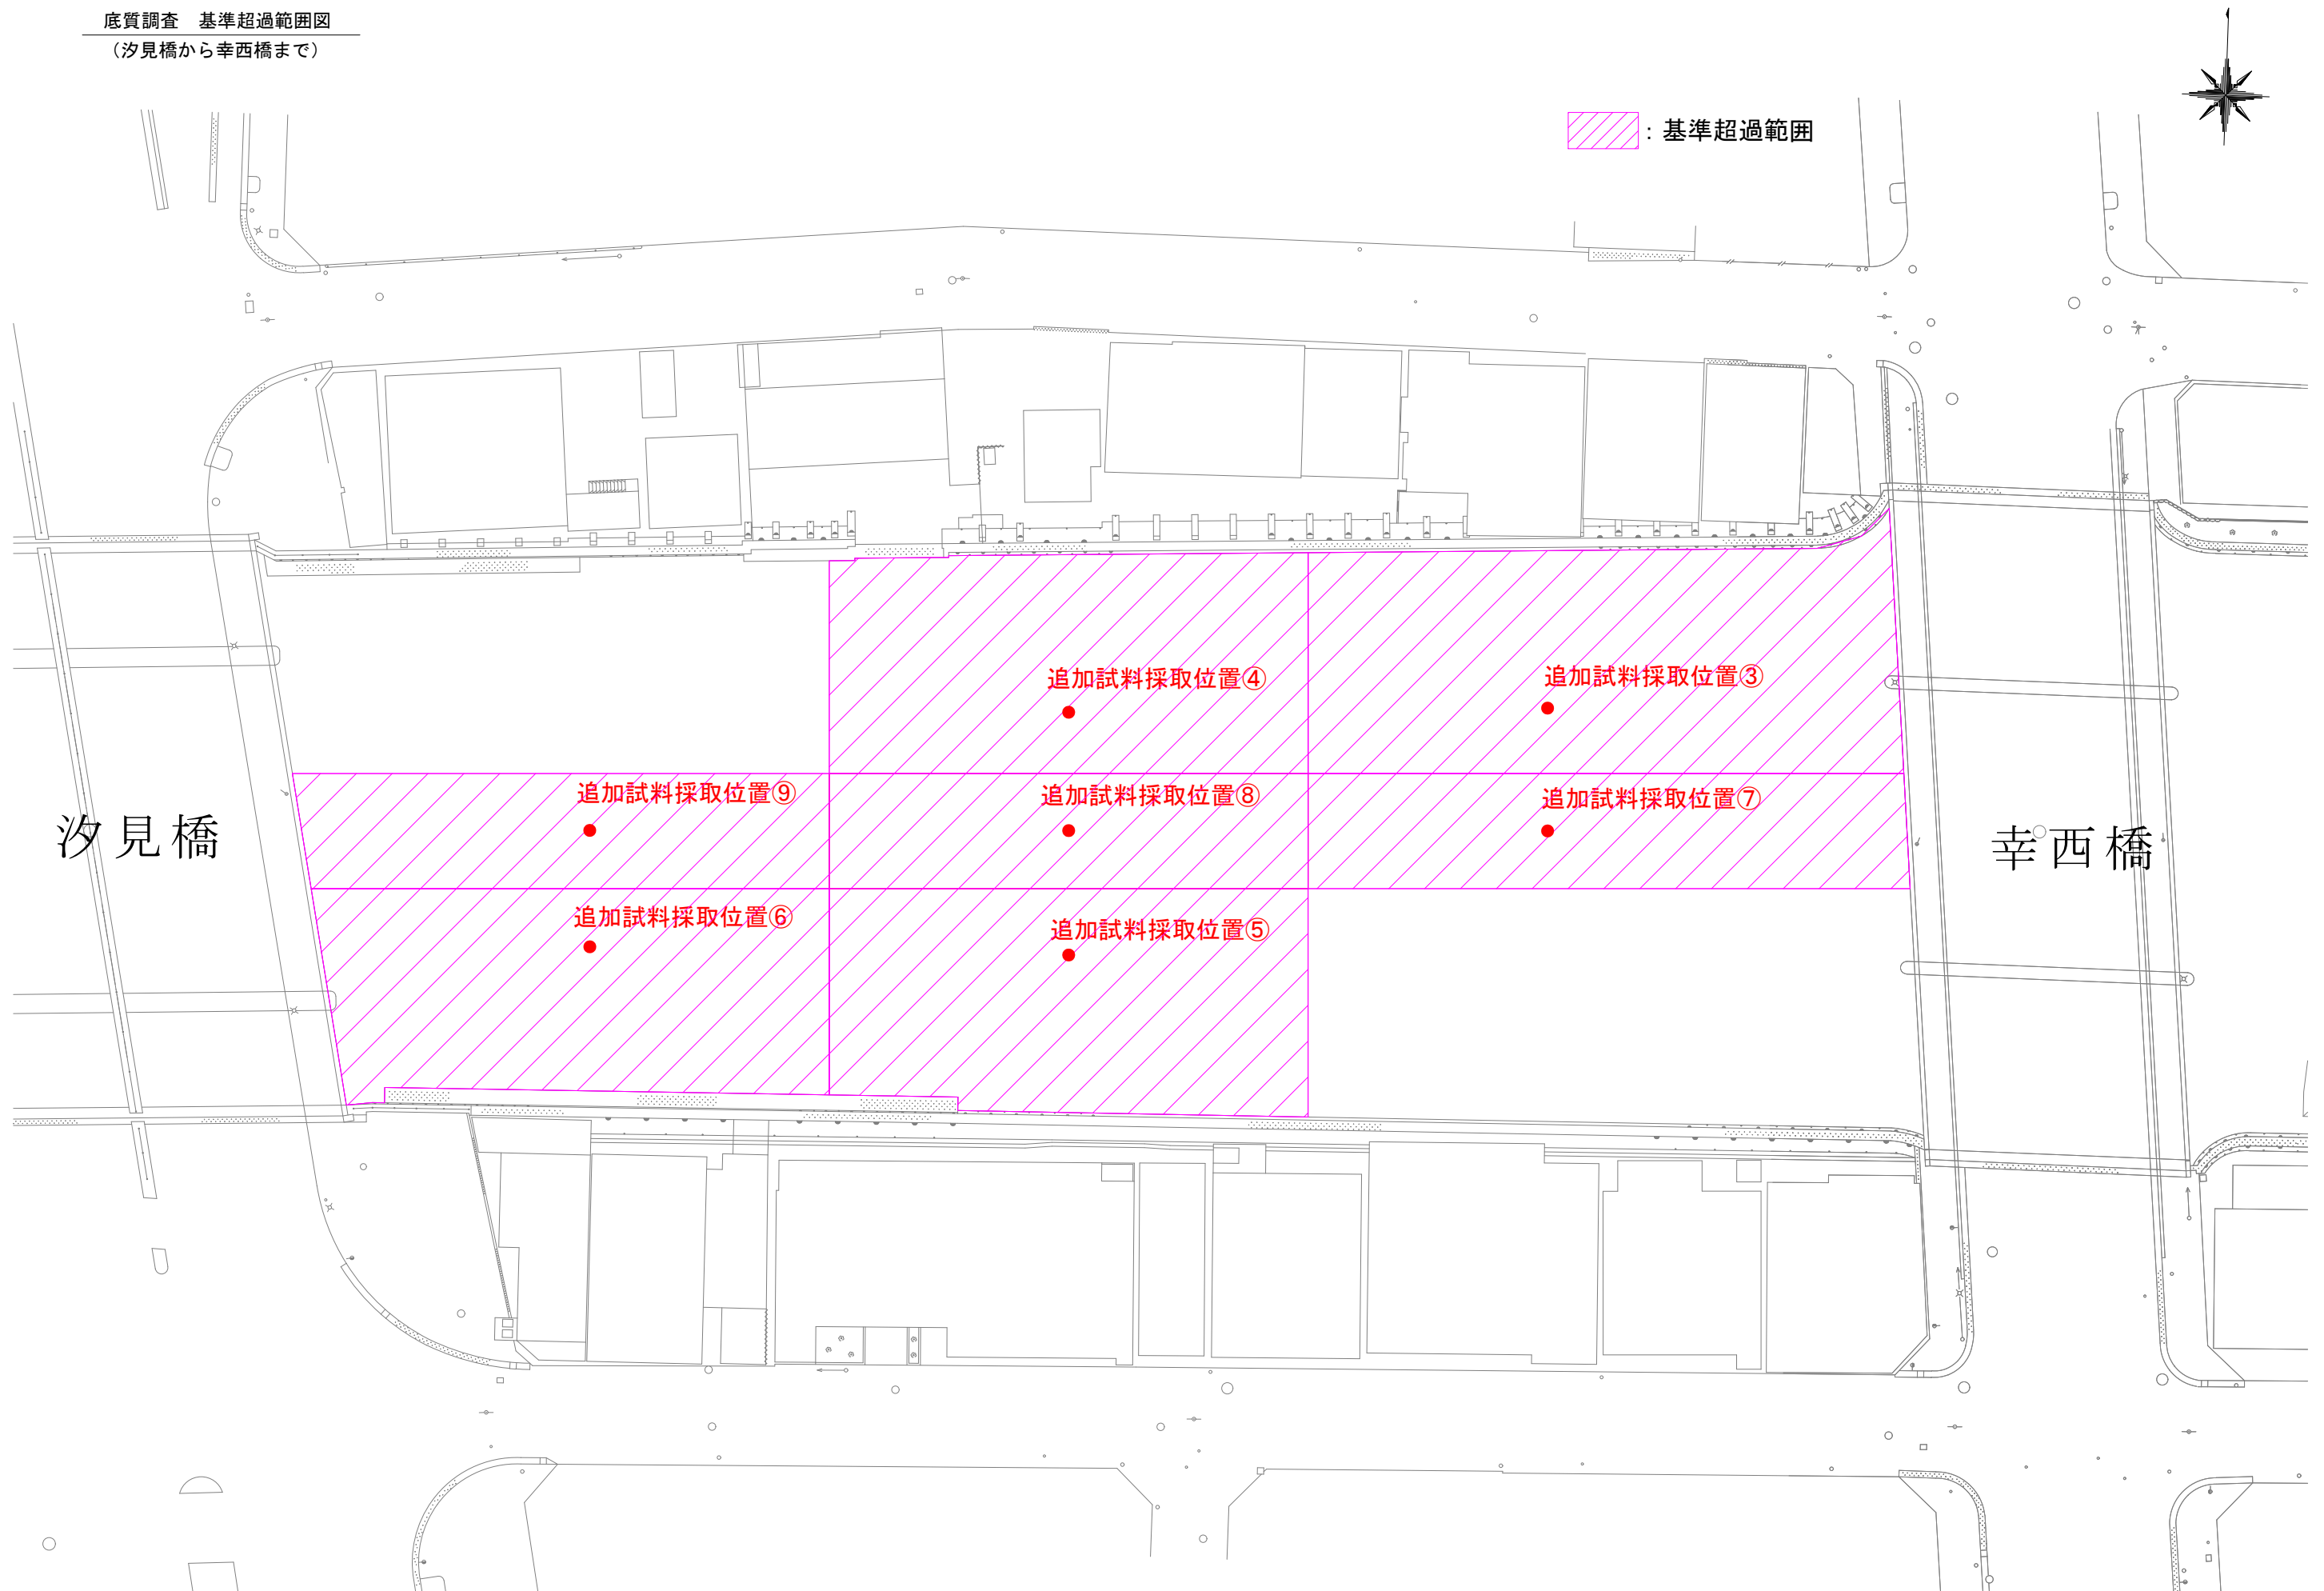 底質調査　基準超過範囲図
（汐見橋から幸西橋まで）
：基準超過範囲
追加試料採取位置④
追加試料採取位置③
追加試料採取位置⑨
追加試料採取位置⑧
追加試料採取位置⑦
汐見橋
幸西橋
追加試料採取位置⑥
追加試料採取位置⑤